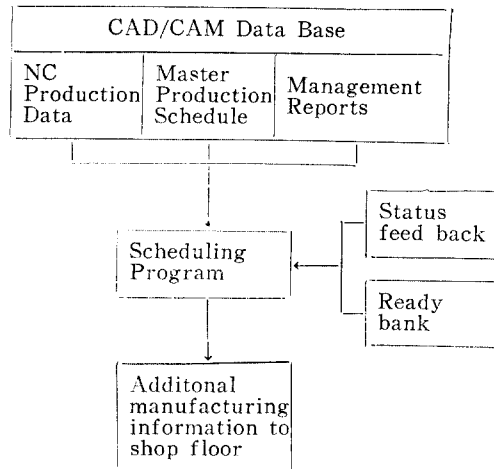 CAD/CAM Data Base
NC
Production
Data
Master
Production
Schedule
Management
Reports
Scheduling
Program
Status
feed back
Ready
bank
Additonal
manufacturing
information to
shop floor